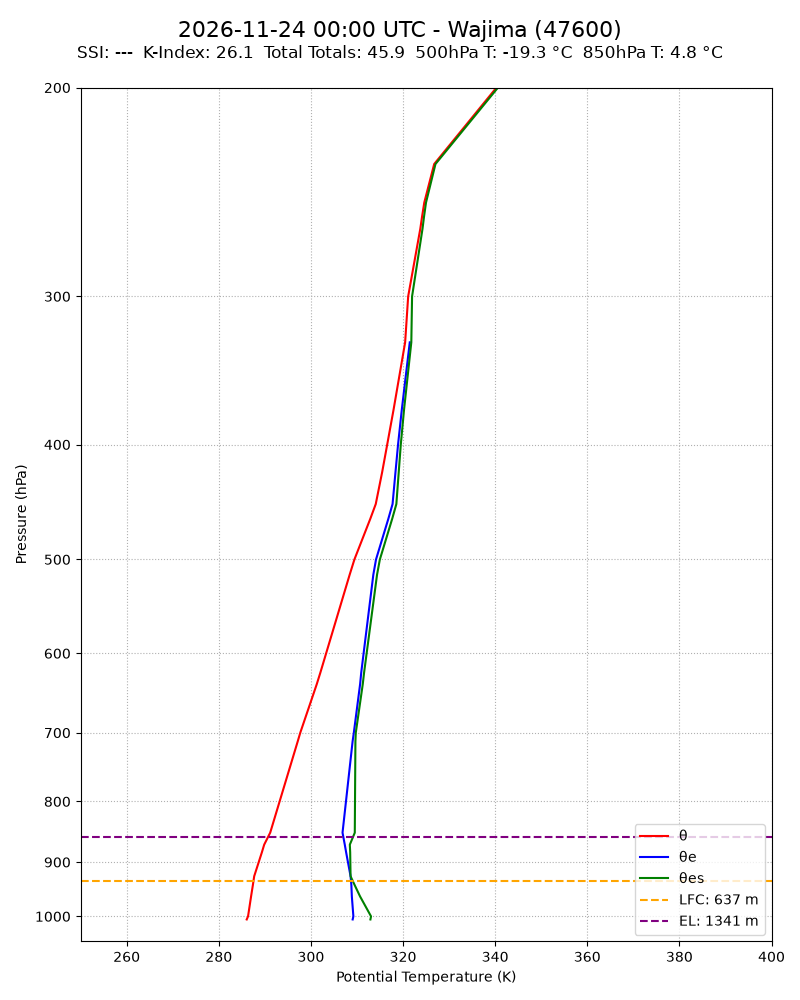 2026-11-24 00:00 UTC - Wajima (47600)
SSI: --- K-Index: 26.1 Total Totals: 45.9 500hPa T: -19.3 °C 850hPa T: 4.8 °C
200
300
400
500
600
700
800
900
1000
Pressure (hPa)
θ
θe
θes
LFC: 637 m
EL: 1341 m
260 280 300 320 340 360 380 400
Potential Temperature (K)